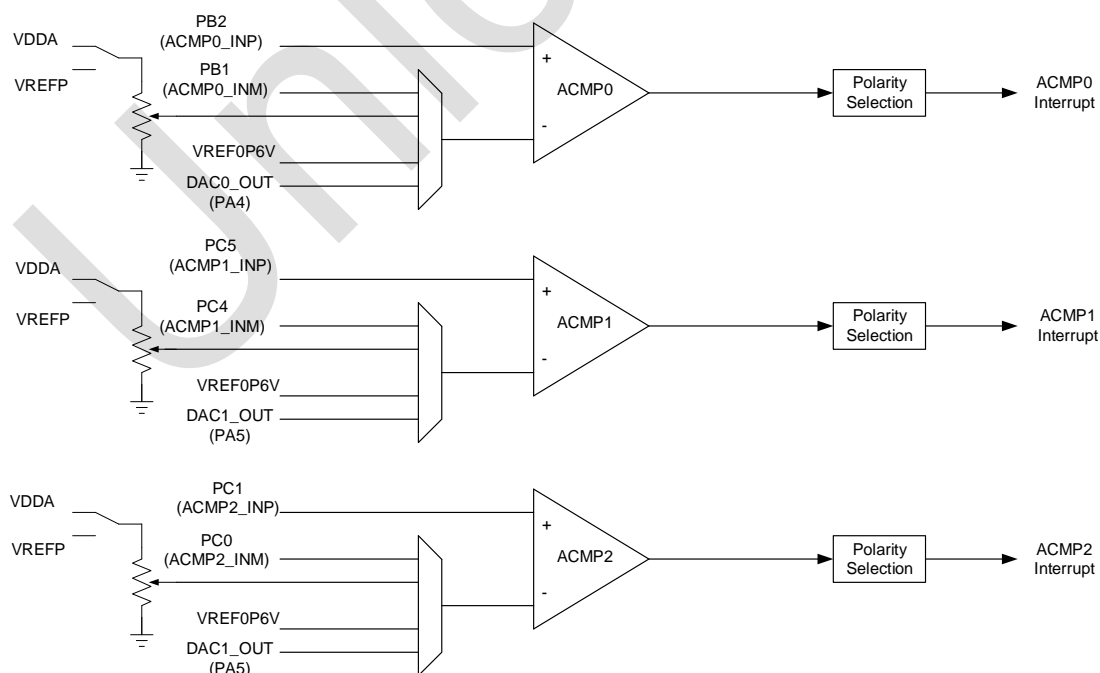 PB2
(ACMP0_INP)
VDDA
VREFP
PB1
(ACMP0_INM)
VREF0P6V
DAC0_OUT
(PA4)
+
-
ACMP0
Polarity
Selection
ACMP0
Interrupt
PC5
(ACMP1_INP)
VDDA
VREFP
PC4
(ACMP1_INM)
VREF0P6V
DAC1_OUT
(PA5)
+
-
ACMP1
Polarity
Selection
ACMP1
Interrupt
PC1
(ACMP2_INP)
VDDA
VREFP
PC0
(ACMP2_INM)
VREF0P6V
DAC1_OUT
(PA5)
+
-
ACMP2
Polarity
Selection
ACMP2
Interrupt
Unic